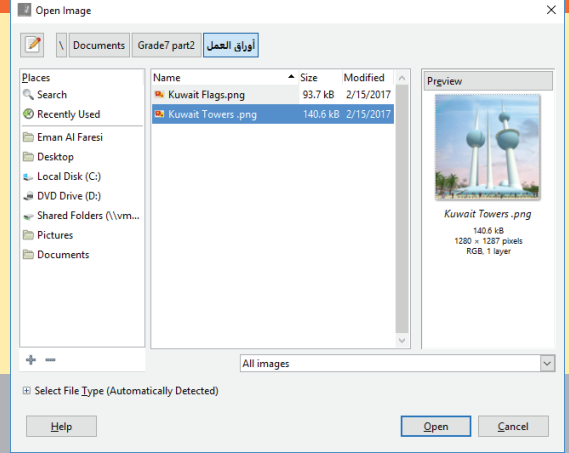 Open Image
\ Documents Grade7 part2 أوراق العمل
Places
Search
Recently Used
Eman Al Faresi
Desktop
Local Disk (C:)
DVD Drive (D:)
Shared Folders (\\vm...
Pictures
Documents
Name Size Modified
Kuwait Flags.png 93.7 kB 2/15/2017
Kuwait Towers .png 140.6 kB 2/15/2017
Preview
Kuwait Towers .png
140.6 kB
1280 × 1287 pixels
RGB, 1 layer
All images
Select File Type (Automatically Detected)
Help Open Cancel